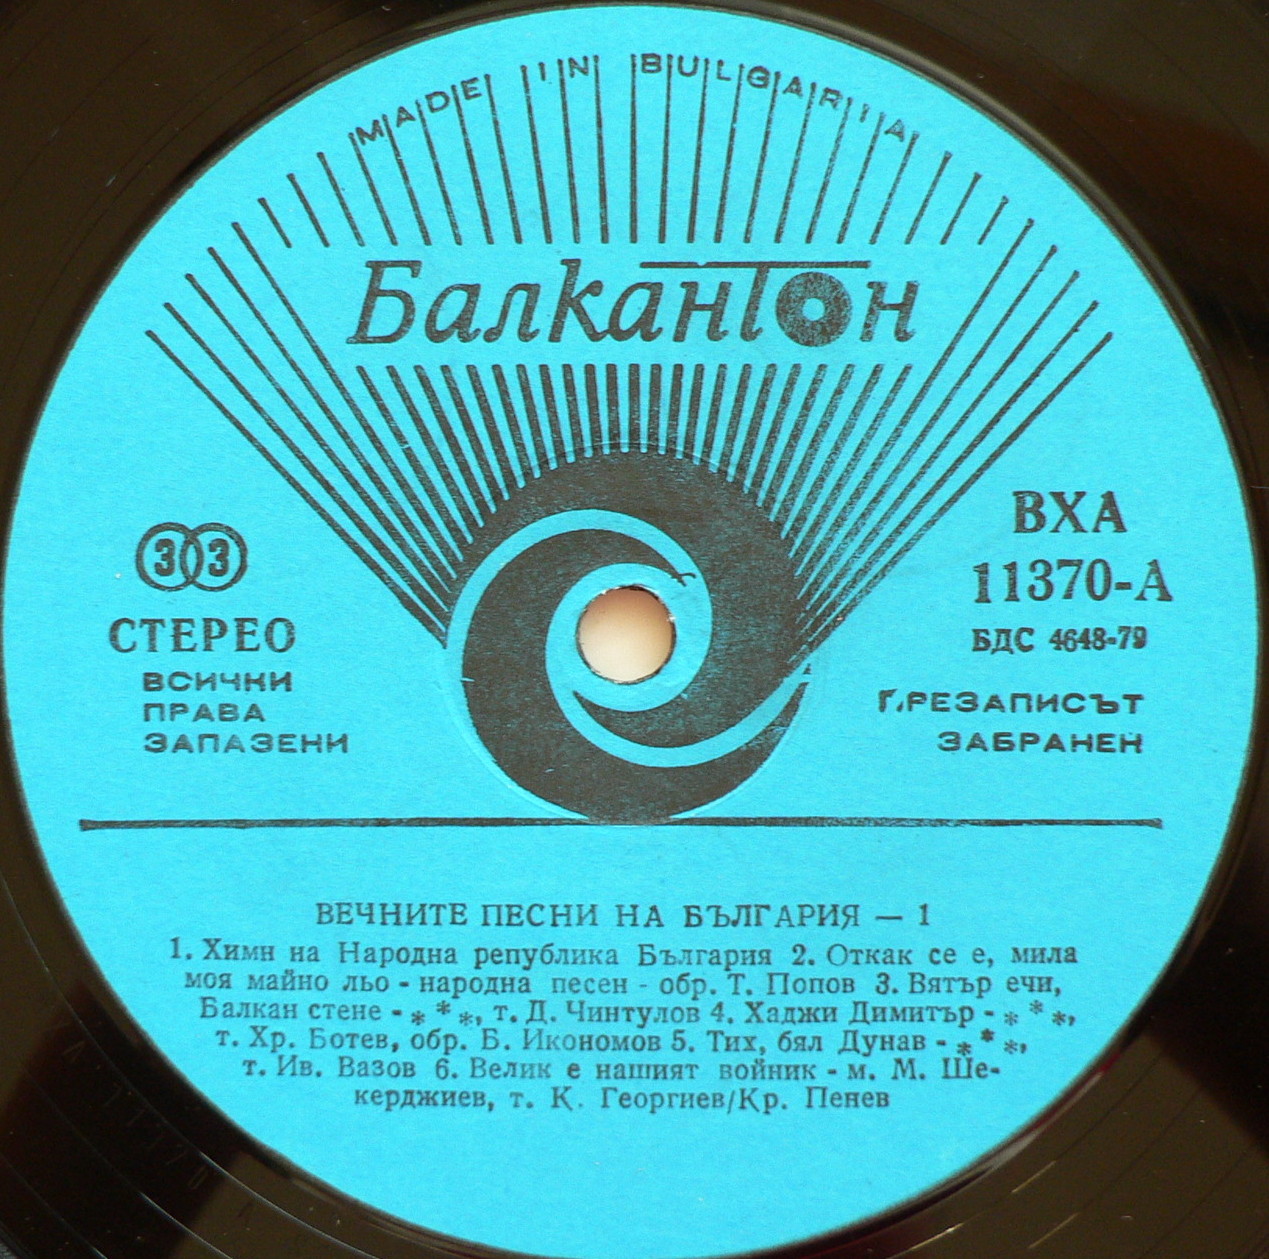 MADE IN BULGARIA
Балкантон
33
СТЕРЕО
ВСИЧКИ
ПРАВА
ЗАПАЗЕНИ
ВХА
11370-А
БДС 4648-79
ПРЕЗАПИСЪТ
ЗАБРАНЕН
ВЕЧНИТЕ ПЕСНИ НА БЪЛГАРИЯ — 1
1. Химн на Народна република България 2. Откак се е, мила
моя майно льо - народна песен - обр. Т. Попов 3. Вятър ечи,
Балкан стене - ***, т. Д. Чинтулов 4. Хаджи Димитър - ***,
т. Хр. Ботев, обр. Б. Икономов 5. Тих, бял Дунав - ***,
т. Ив. Вазов 6. Велик е нашият войник - м. М. Ше-
керджиев, т. К. Георгиев/Кр. Пенев